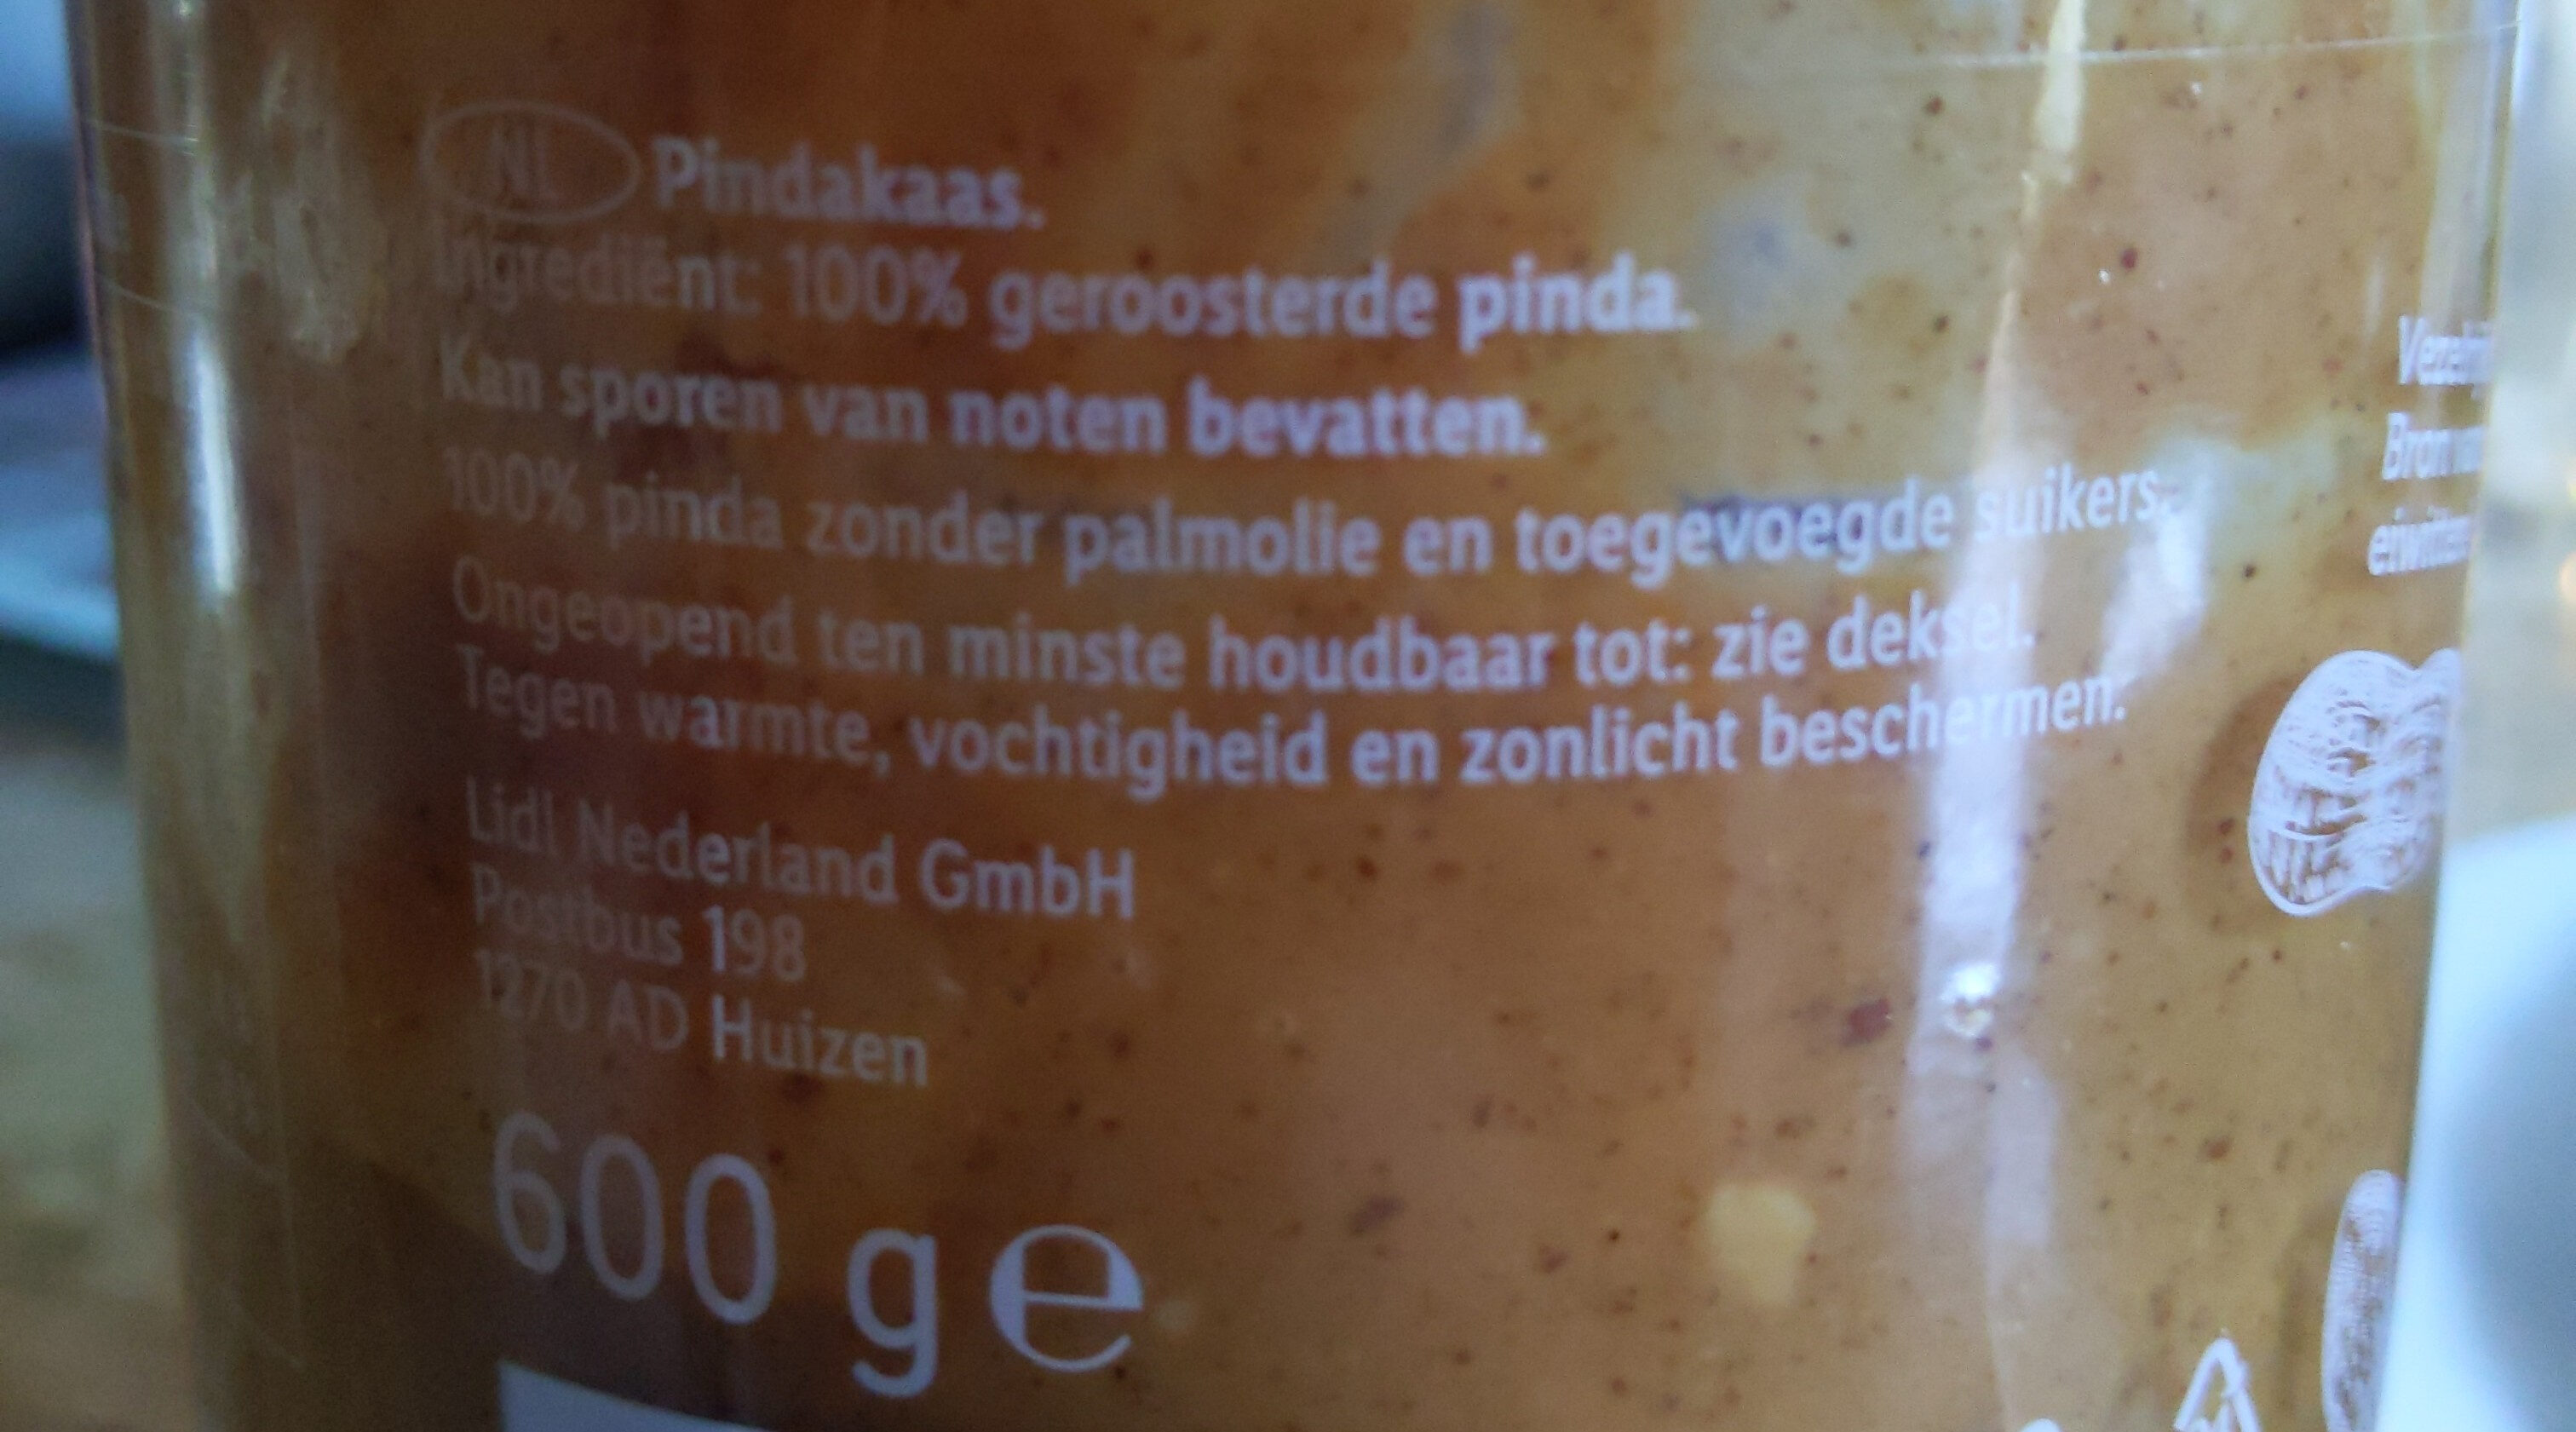 NL Pindakaas.
Ingrediënt: 100% geroosterde pinda.
Kan sporen van noten bevatten.
100% pinda zonder palmolie en toegevoegde suikers.
Ongeopend ten minste houdbaar tot: zie deksel.
Tegen warmte, vochtigheid en zonlicht beschermen.
Lidl Nederland GmbH
Postbus 198
1270 AD Huizen
600 g e